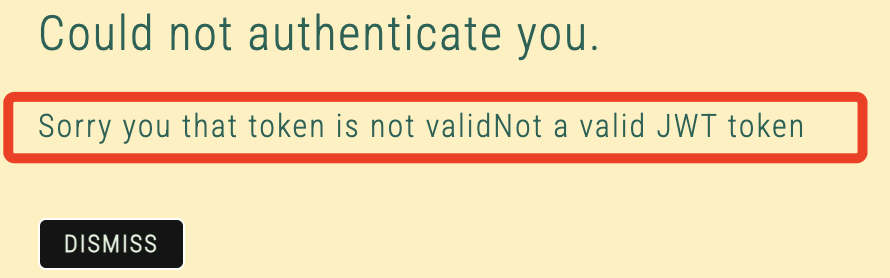 Could not authenticate you.
Sorry you that token is not validNot a valid JWT token
DISMISS